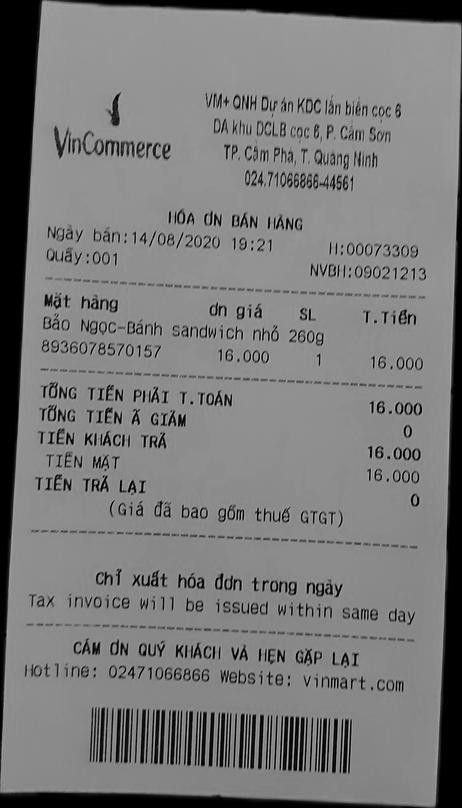 VinCommerce
VM+ QNH Dự án KDC lấn biển cọc 6
DA khu DCLB cọc 6, P. Cẩm Sơn
TP. Cẩm Phả, T. Quảng Ninh
024.71066866-44561
HÓA ƠN BÁN HÀNG
Ngày bán:14/08/2020 19:21 H:00073309
Quầy:001 NVBH:09021213
Mặt hàng ơn giá SL T.Tiền
Bảo Ngọc-Bánh sandwich nhỏ 260g
8936078570157 16.000 1 16.000
TỔNG TIỀN PHẢI T.TOÁN 16.000
TỔNG TIỀN Ã GIẢM 0
TIỀN KHÁCH TRẢ 16.000
TIỀN MẶT 16.000
TIỀN TRẢ LẠI 0
(Giá đã bao gồm thuế GTGT)
Chỉ xuất hóa đơn trong ngày
Tax invoice will be issued within same day
CẢM ƠN QUÝ KHÁCH VÀ HẸN GẶP LẠI
Hotline: 02471066866 Website: vinmart.com